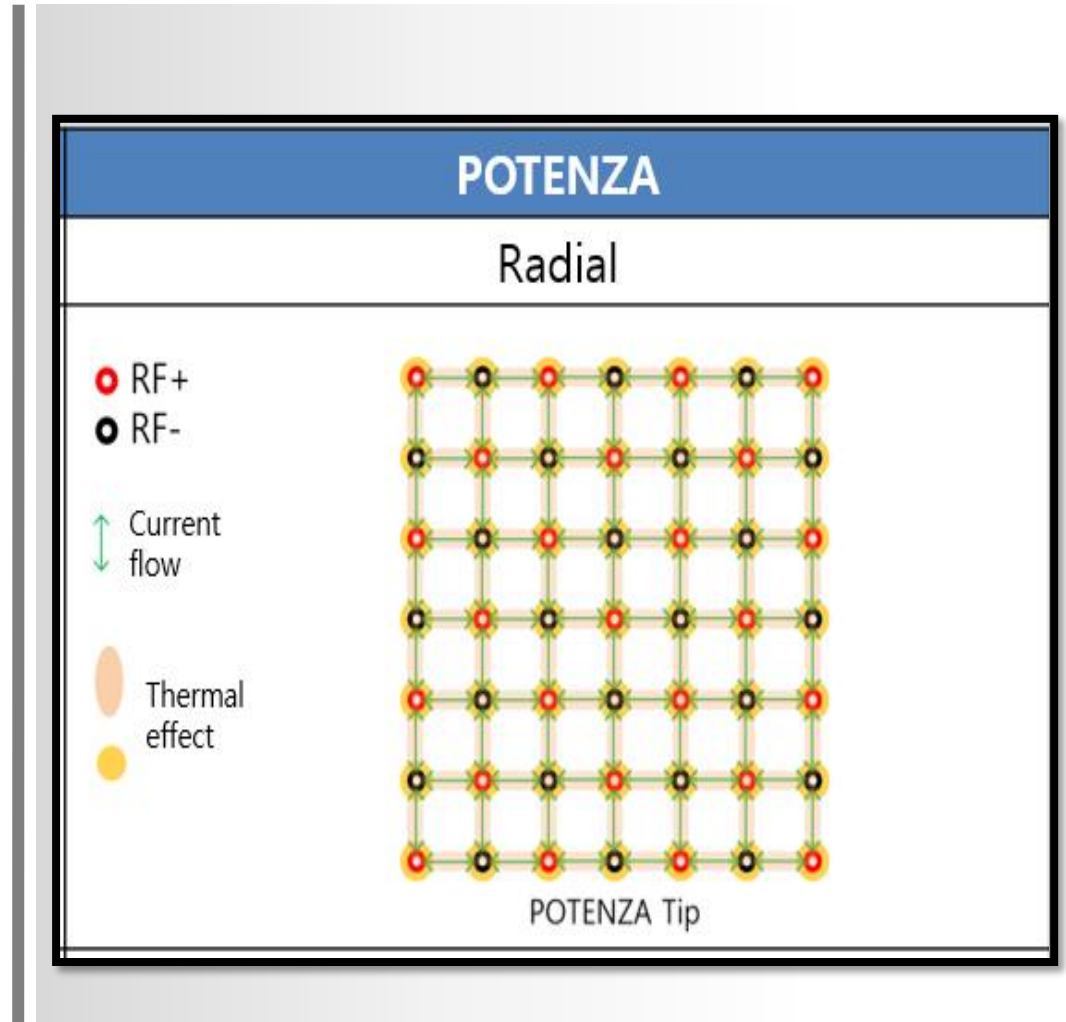 POTENZA
Radial
RF+
RF-
Current
flow
Thermal
effect
POTENZA Tip